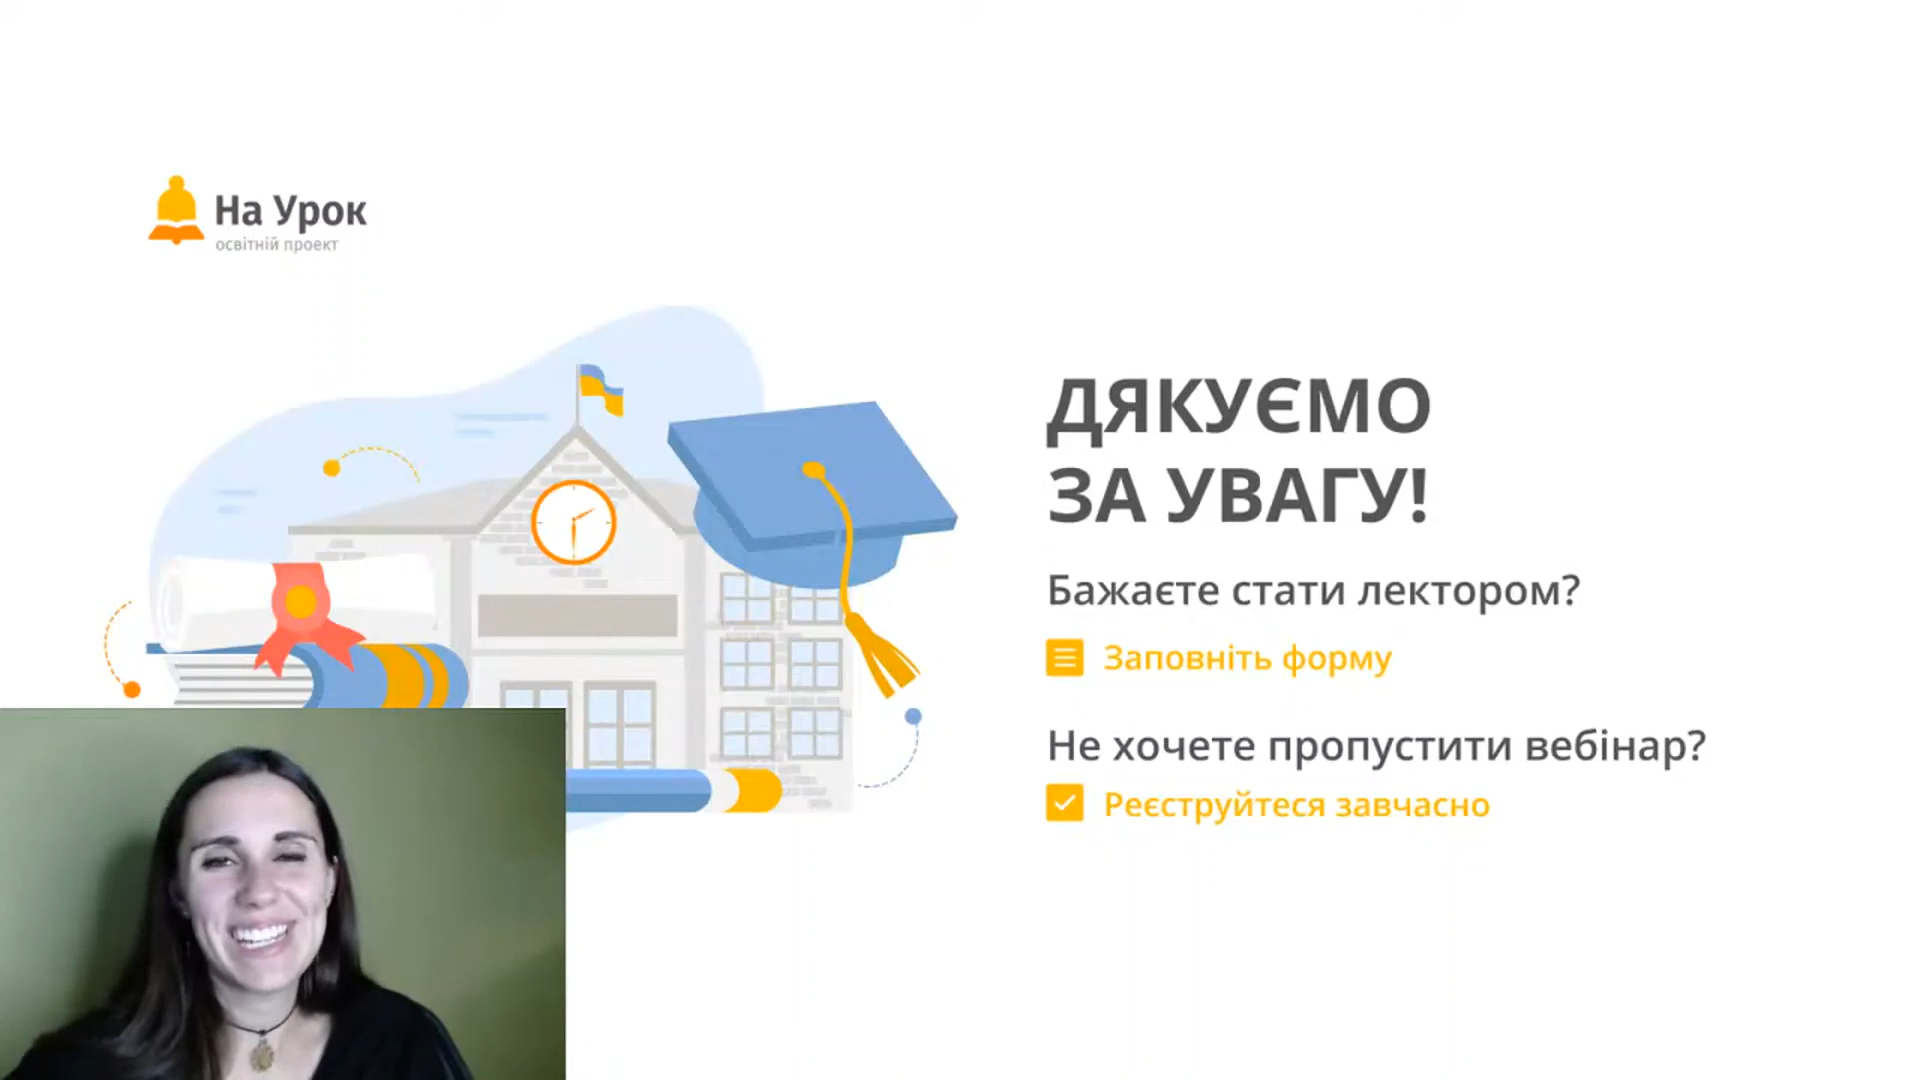 На Урок
освітній проект
ДЯКУЄМО
ЗА УВАГУ!
Бажаєте стати лектором?
Заповніть форму
Не хочете пропустити вебінар?
Реєструйтеся завчасно